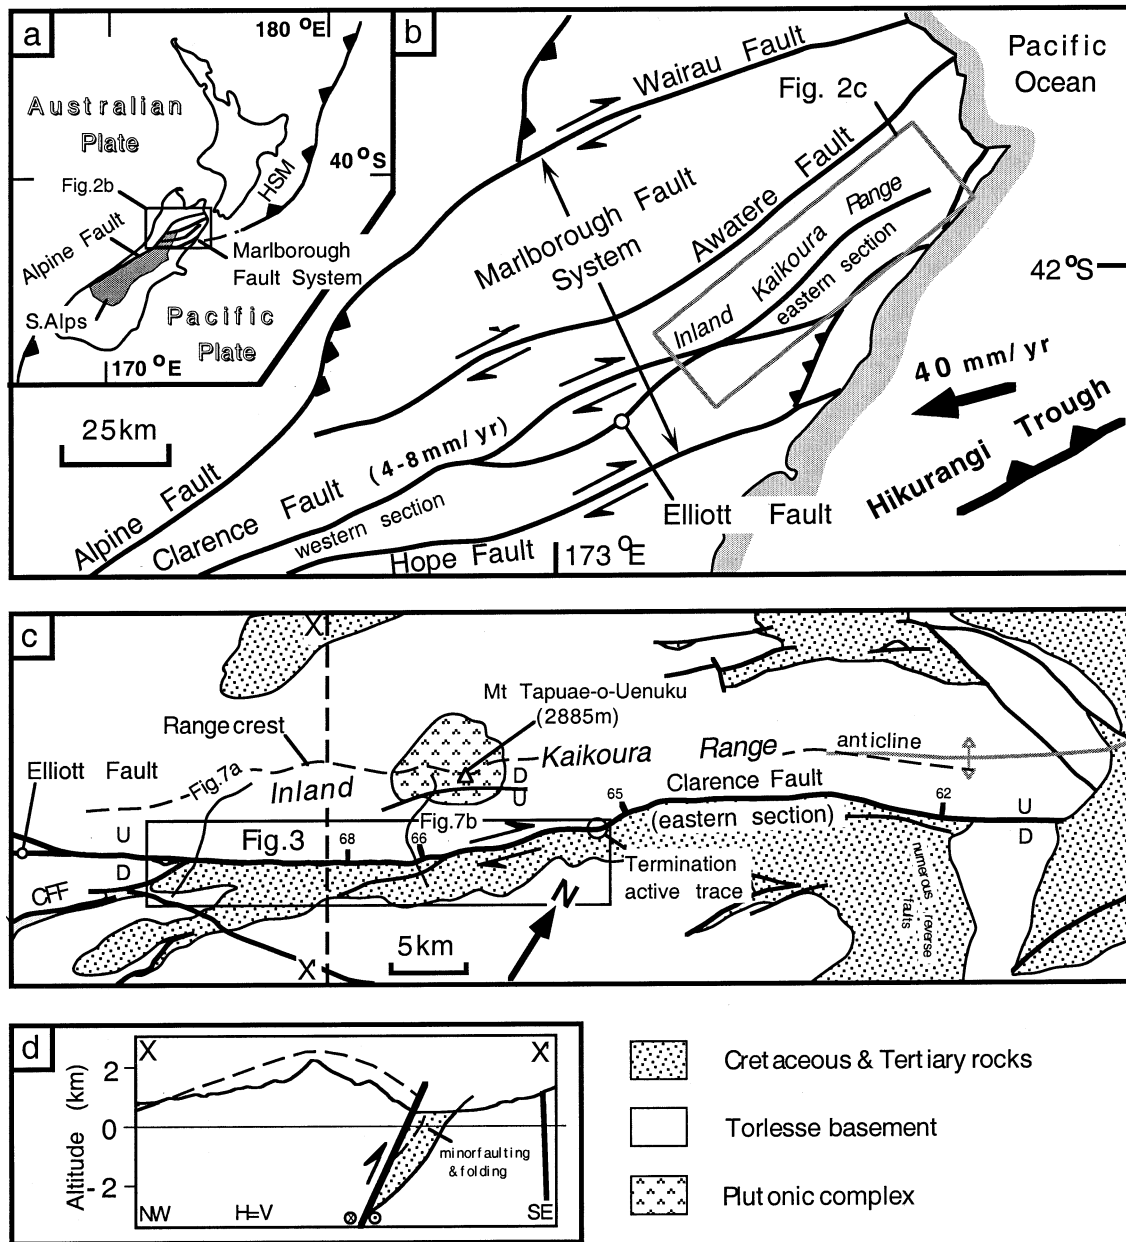 a
180 °E
Australian
Plate
40 °S
HSM
Fig.2b
Alpine Fault
Marlborough
Fault System
S.Alps
Pacific
Plate
170 °E
b
Wairau Fault
Pacific
Ocean
Fig. 2c
Marlborough Fault
System
Awatere Fault
Inland Kaikoura Range
eastern section
42 °S
40 mm/yr
Hikurangi Trough
25km
Alpine Fault
Clarence Fault (4-8mm/yr)
western section
Hope Fault
Elliott Fault
173 °E
c
X
Mt Tapuae-o-Uenuku
(2885m)
Range crest
Inland Kaikoura Range
anticline
Elliott Fault
Fig.7a
D
U
Clarence Fault
(eastern section)
65
62
U
D
U
D
Fig.3
68
66
Fig.7b
Termination
active trace
CFF
numerous reverse
faults
N
5km
X'
d
X
X'
Altitude (km)
2
0
-2
minor faulting
& folding
NW
H=V
SE
Cretaceous & Tertiary rocks
Torlesse basement
Plutonic complex